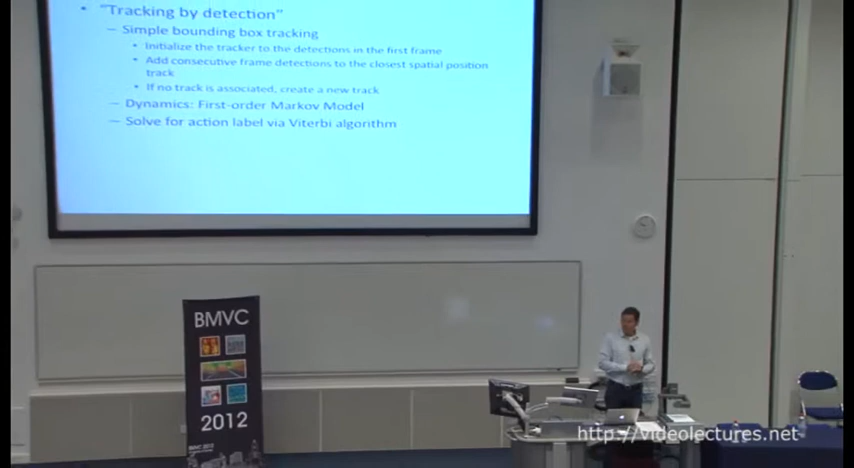 • "Tracking by detection"
– Simple bounding box tracking
• Initialize the tracker to the detections in the first frame
• Add consecutive frame detections to the closest spatial position
track
• If no track is associated, create a new track
– Dynamics: First-order Markov Model
– Solve for action label via Viterbi algorithm
BMVC
2012
BMVC
2012
http://videolectures.net